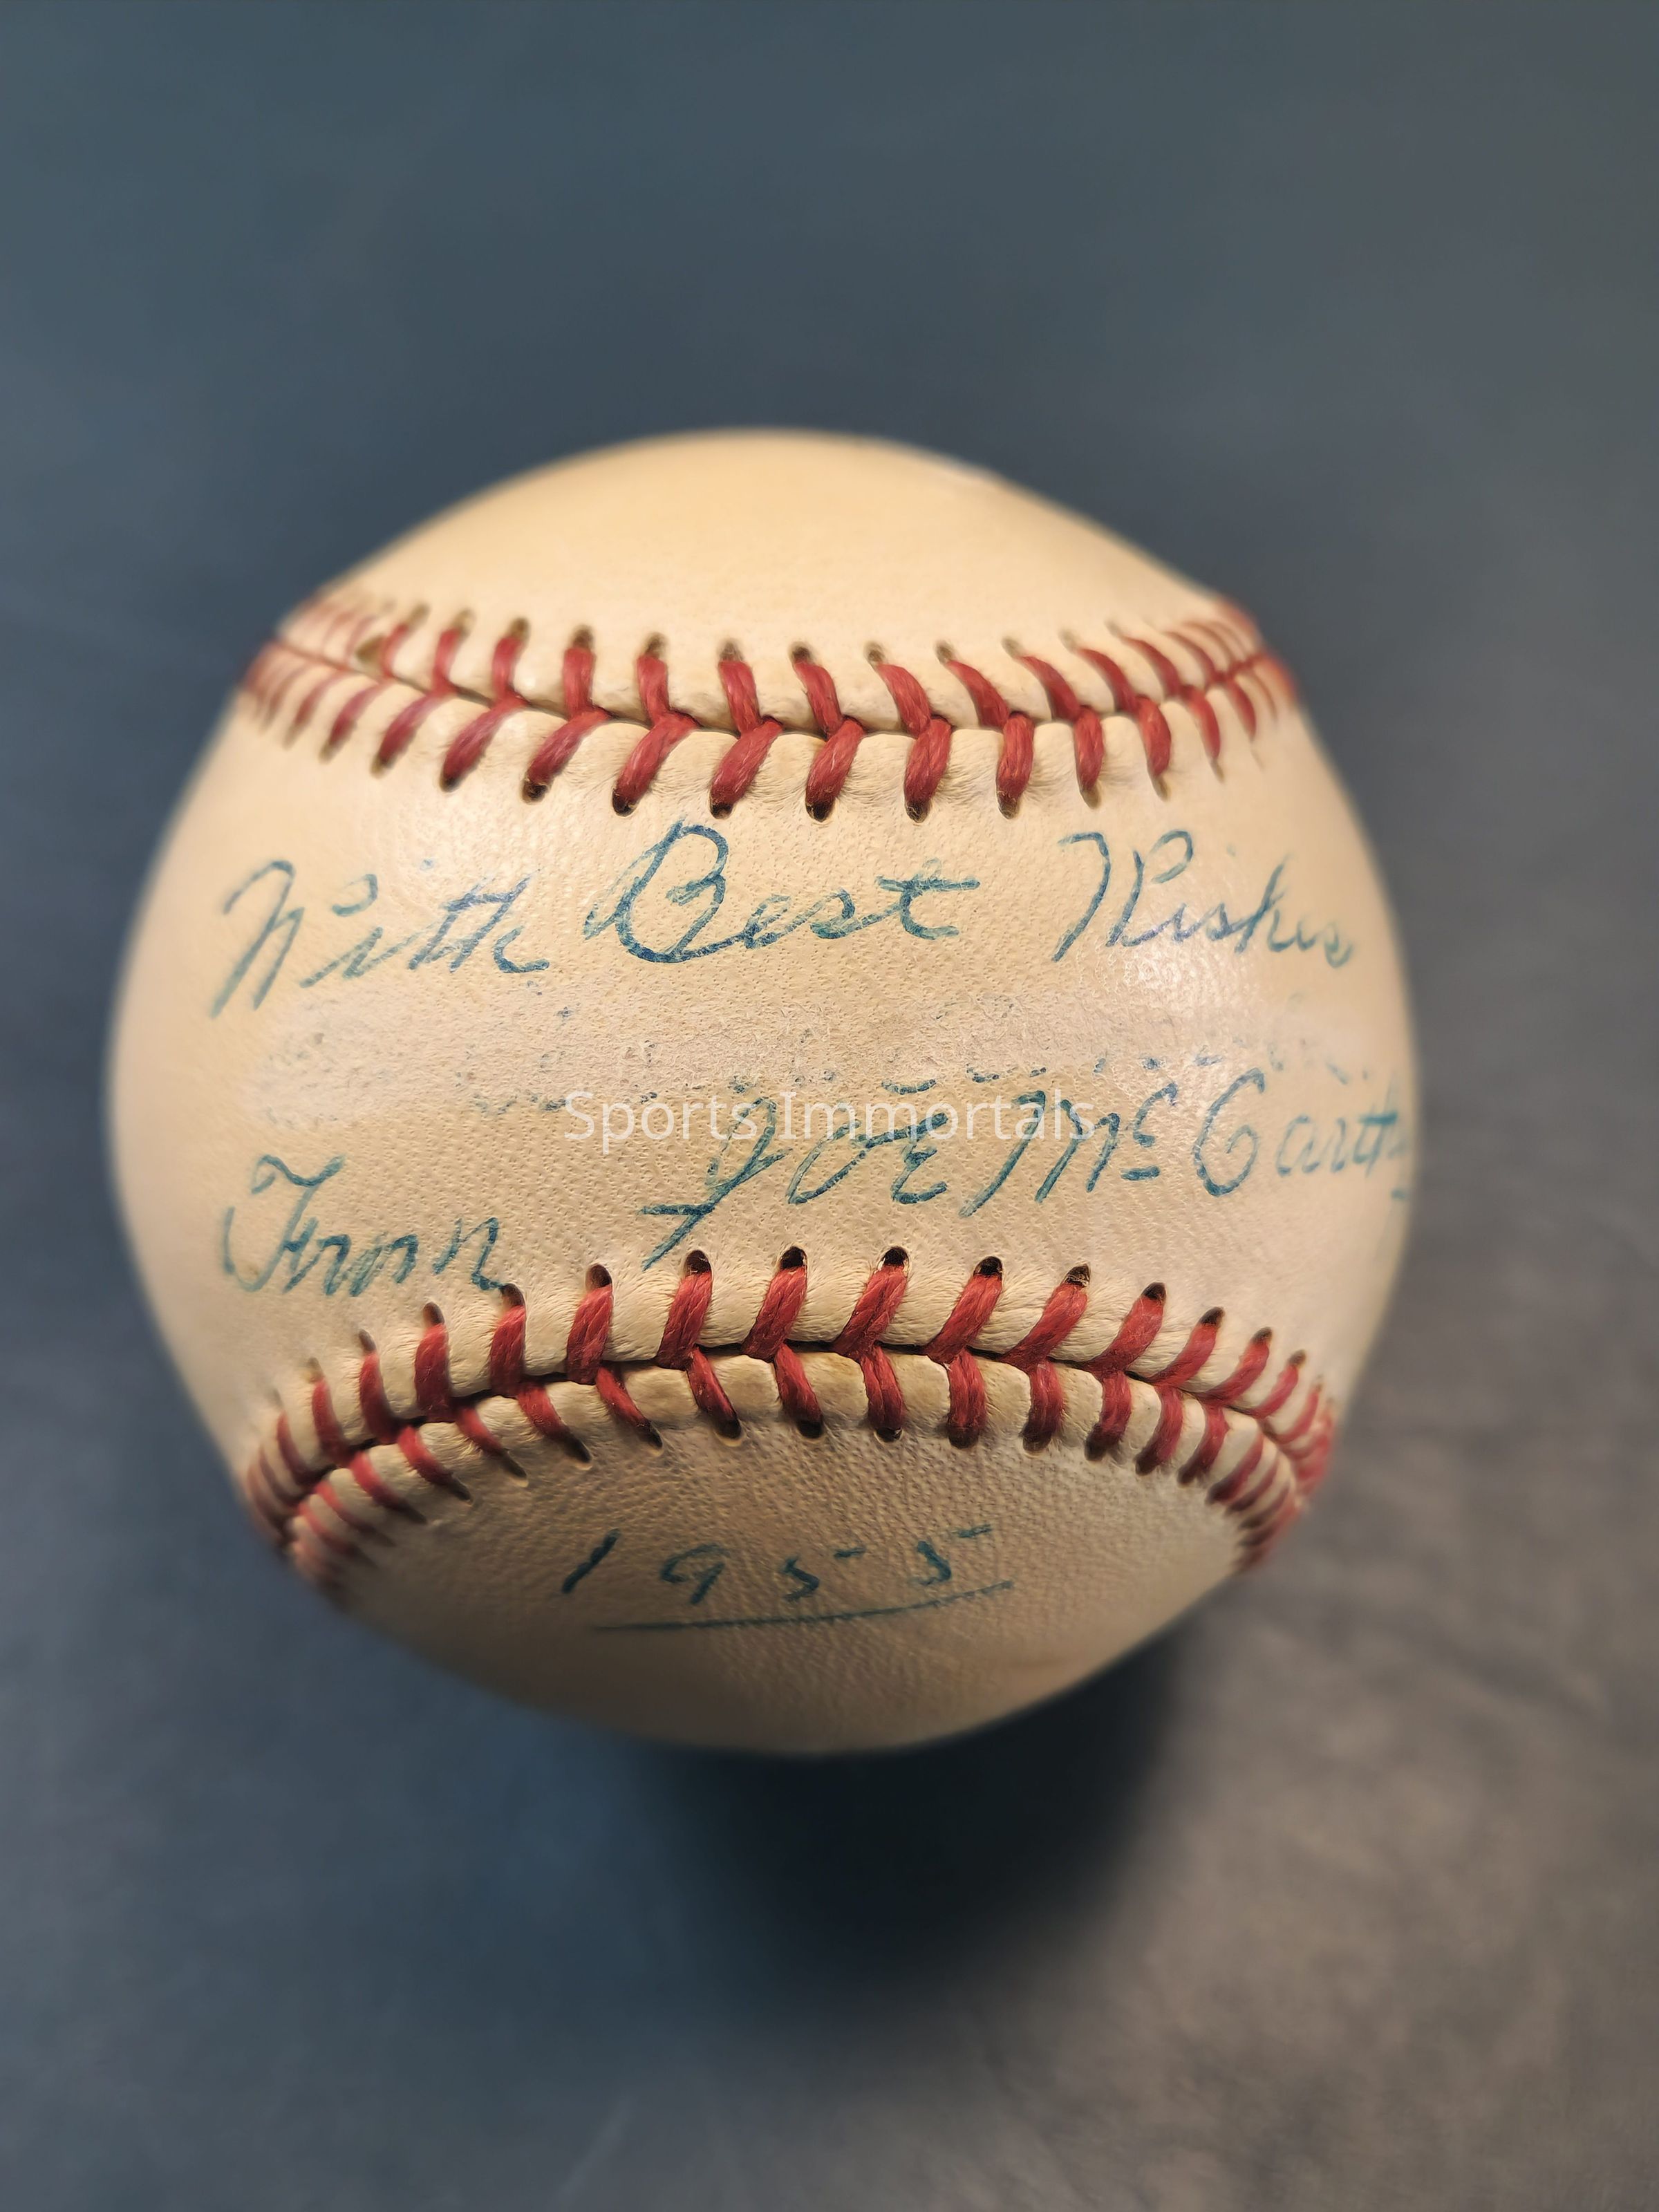 With Best Wishes
Sports Immortals
From Joe McCarthy
1955